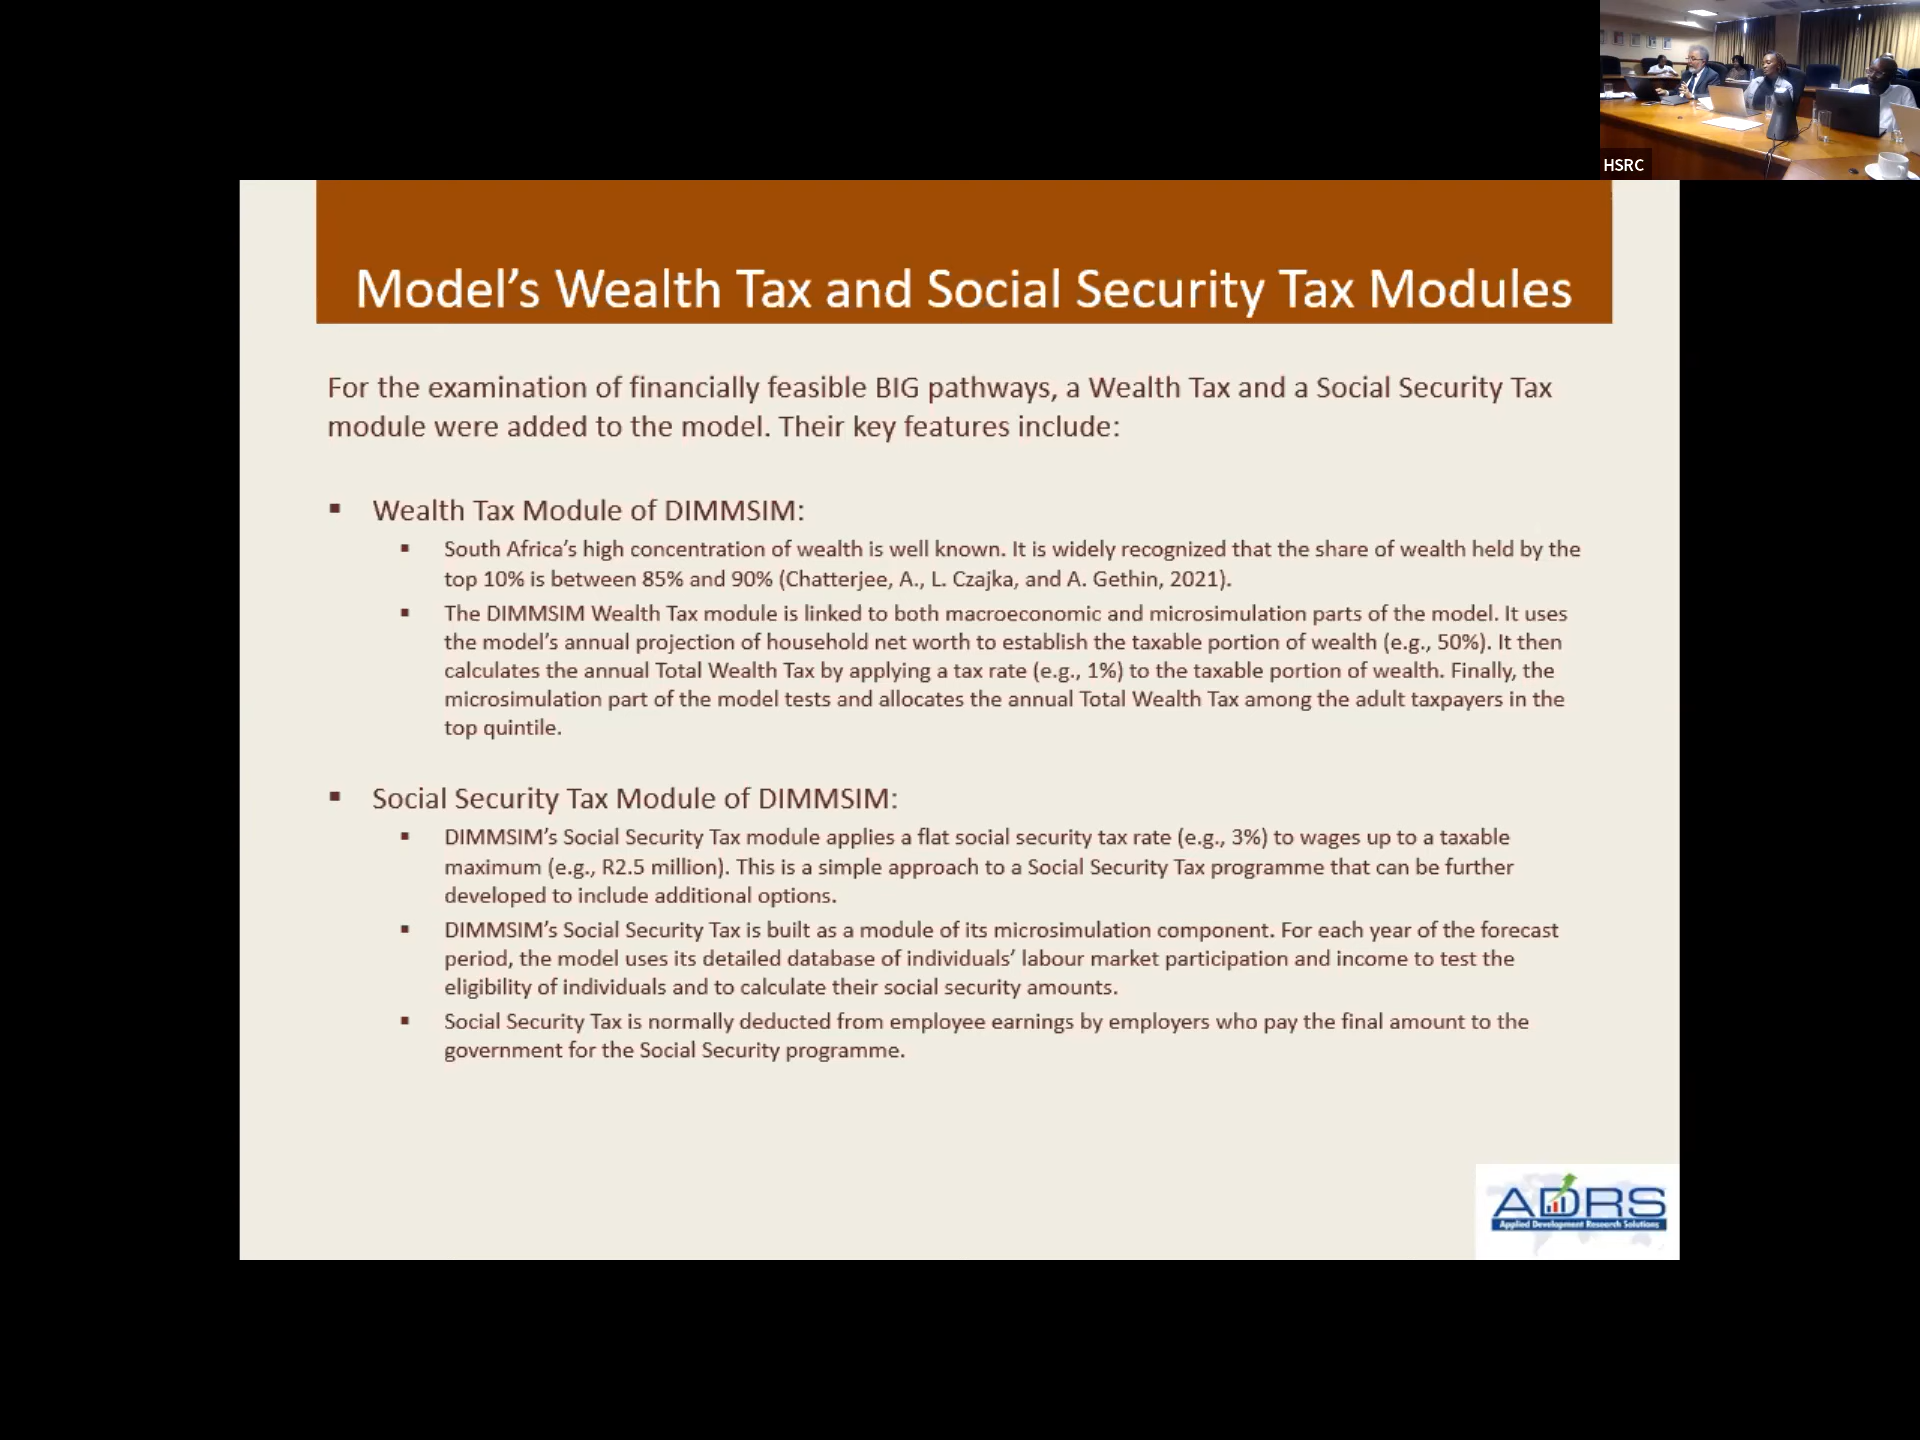 HSRC
Model's Wealth Tax and Social Security Tax Modules
For the examination of financially feasible BIG pathways, a Wealth Tax and a Social Security Tax
module were added to the model. Their key features include:
▪ Wealth Tax Module of DIMMSIM:
▪ South Africa's high concentration of wealth is well known. It is widely recognized that the share of wealth held by the
top 10% is between 85% and 90% (Chatterjee, A., L. Czajka, and A. Gethin, 2021).
▪ The DIMMSIM Wealth Tax module is linked to both macroeconomic and microsimulation parts of the model. It uses
the model's annual projection of household net worth to establish the taxable portion of wealth (e.g., 50%). It then
calculates the annual Total Wealth Tax by applying a tax rate (e.g., 1%) to the taxable portion of wealth. Finally, the
microsimulation part of the model tests and allocates the annual Total Wealth Tax among the adult taxpayers in the
top quintile.
▪ Social Security Tax Module of DIMMSIM:
▪ DIMMSIM's Social Security Tax module applies a flat social security tax rate (e.g., 3%) to wages up to a taxable
maximum (e.g., R2.5 million). This is a simple approach to a Social Security Tax programme that can be further
developed to include additional options.
▪ DIMMSIM's Social Security Tax is built as a module of its microsimulation component. For each year of the forecast
period, the model uses its detailed database of individuals' labour market participation and income to test the
eligibility of individuals and to calculate their social security amounts.
▪ Social Security Tax is normally deducted from employee earnings by employers who pay the final amount to the
government for the Social Security programme.
ADRS
Applied Development Research Solutions